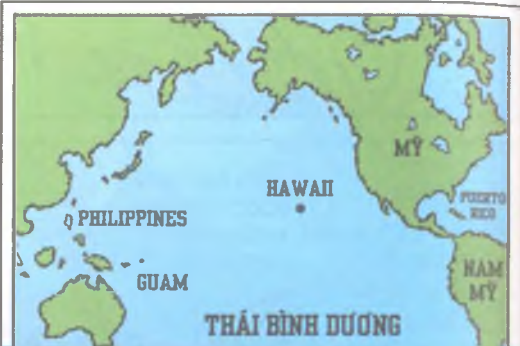 MỸ
HAWAII
PUERTO
RICO
PHILIPPINES
GUAM
NAM
MỸ
THÁI BÌNH DƯƠNG